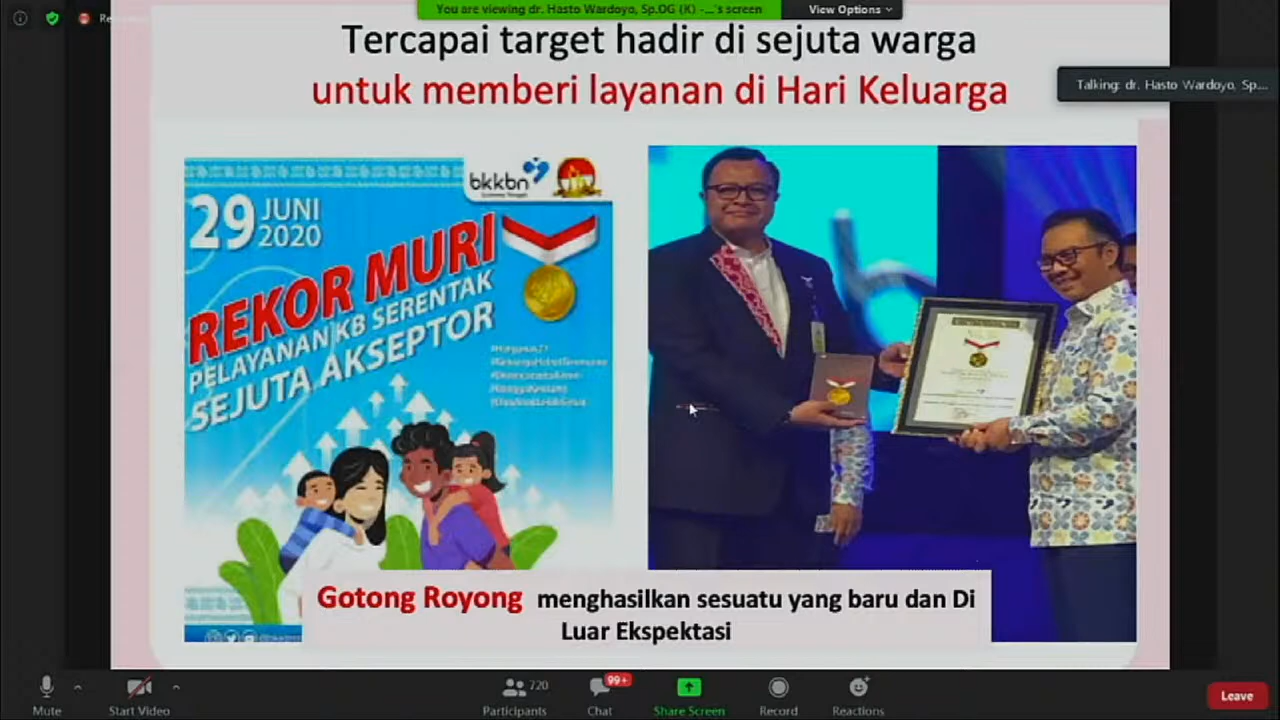 You are viewing dr. Hasto Wardoyo, Sp.OG (K) -...'s screen
View Options
Tercapai target hadir di sejuta warga
untuk memberi layanan di Hari Keluarga
Talking: dr. Hasto Wardoyo, Sp...
bkkbn
29 JUNI
2020
REKOR MURI
PELAYANAN KB SERENTAK
SEJUTA AKSEPTOR
Gotong Royong menghasilkan sesuatu yang baru dan Di
Luar Ekspektasi
Mute
Start Video
720
Participants
99+
Chat
Share Screen
Record
Reactions
Leave